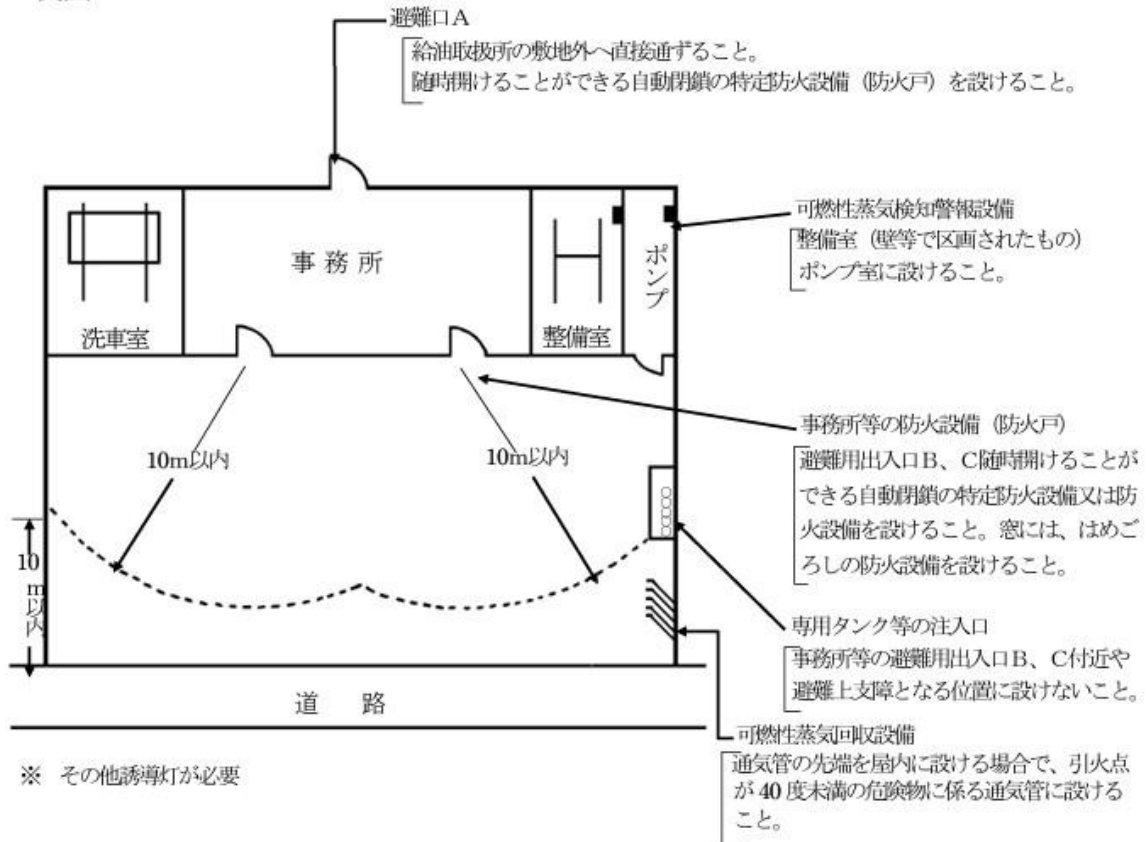 避難口A
給油取扱所の敷地外へ直接通ずること。
随時開けることができる自動閉鎖の特定防火設備（防火戸）を設けること。
可燃性蒸気検知警報設備
整備室（壁等で区画されたもの）
ポンプ室に設けること。
事務所
ポンプ
洗車室
整備室
事務所等の防火設備（防火戸）
避難用出入口B、C随時開けることが
できる自動閉鎖の特定防火設備又は防
火設備を設けること。窓には、はめご
ろしの防火設備を設けること。
10m以内
10m以内
10m以内
専用タンク等の注入口
事務所等の避難用出入口B、C付近や
避難上支障となる位置に設けないこと。
道 路
可燃性蒸気回収設備
通気管の先端を屋内に設ける場合で、引火点
が40度未満の危険物に係る通気管に設ける
こと。
※ その他誘導灯が必要